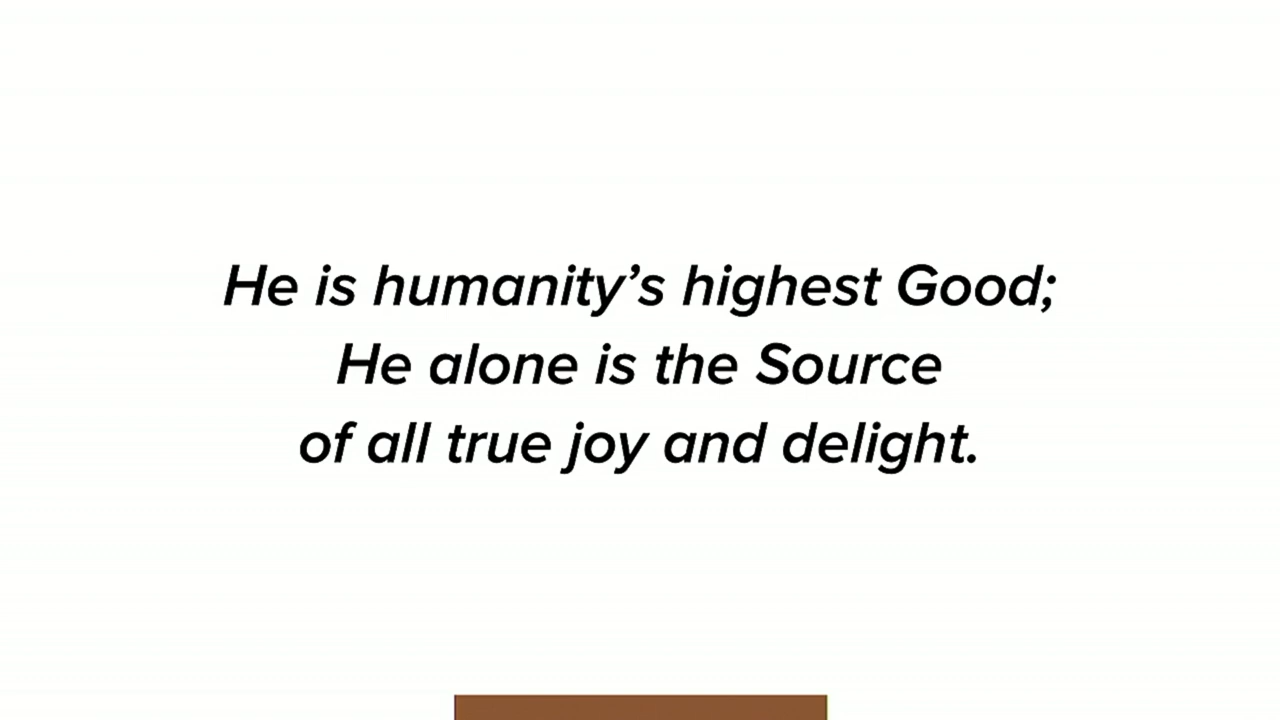 He is humanity’s highest Good;
He alone is the Source
of all true joy and delight.